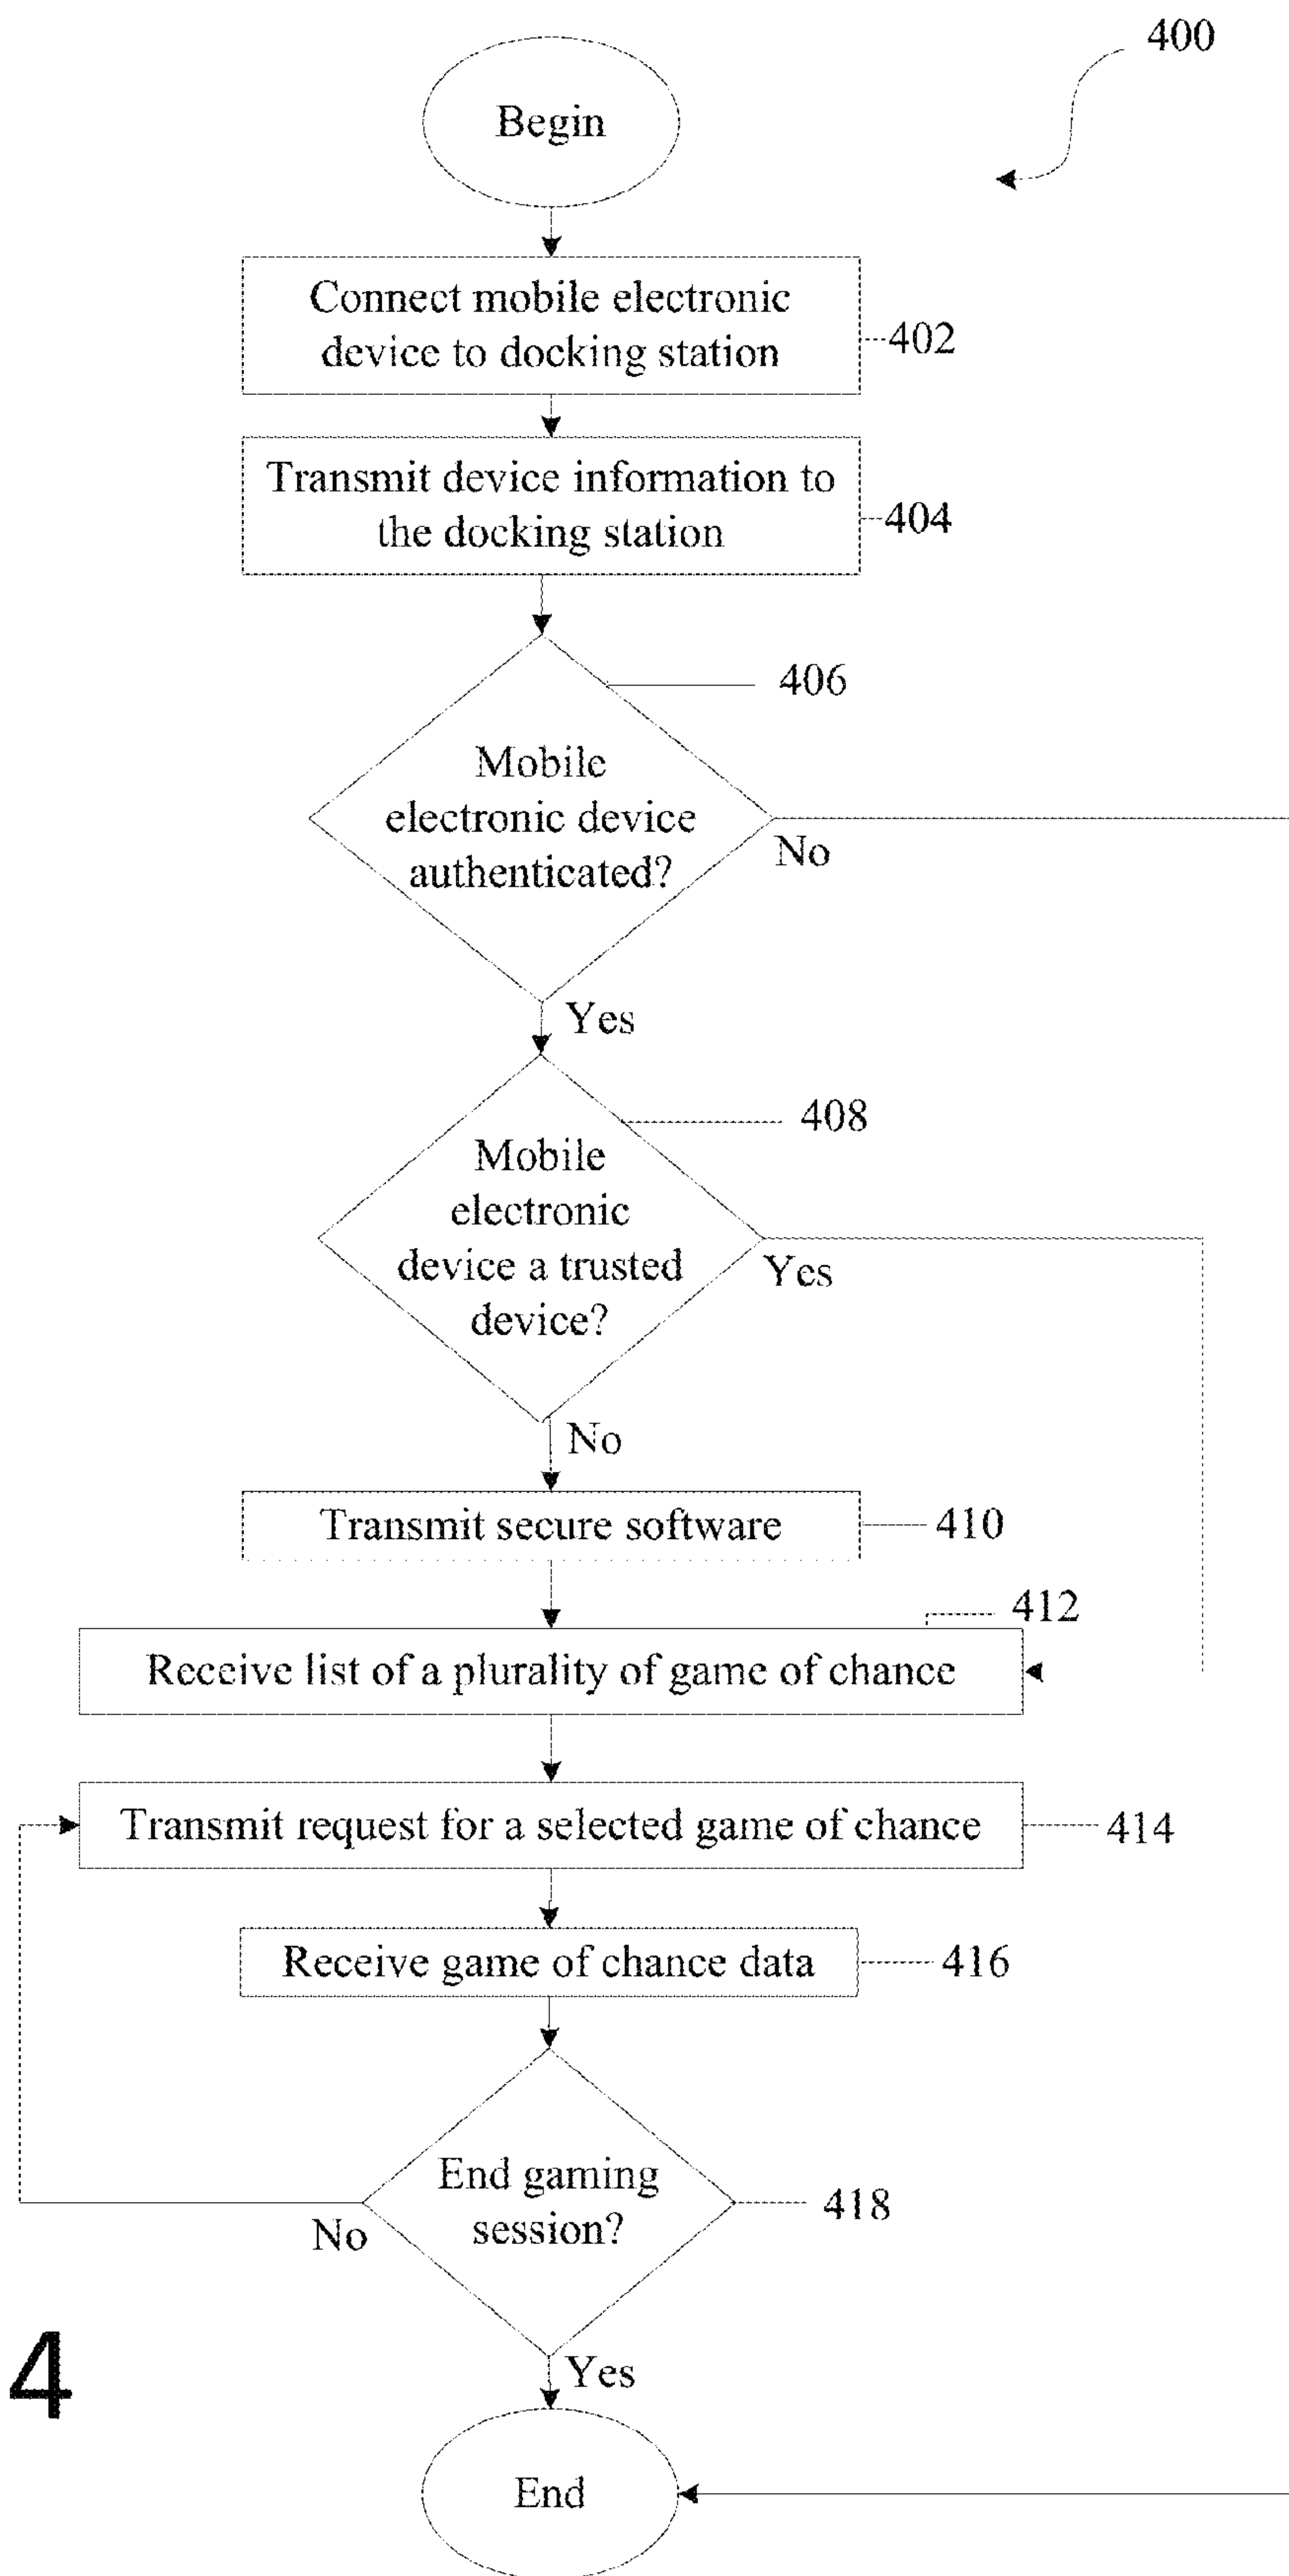 400
Begin
Connect mobile electronic
device to docking station
402
Transmit device information to
the docking station
404
406
Mobile
electronic device
authenticated?
No
Yes
408
Mobile
electronic
device a trusted
device?
Yes
No
Transmit secure software
410
412
Receive list of a plurality of game of chance
Transmit request for a selected game of chance
414
Receive game of chance data
416
End gaming
session?
418
No
Yes
4
End